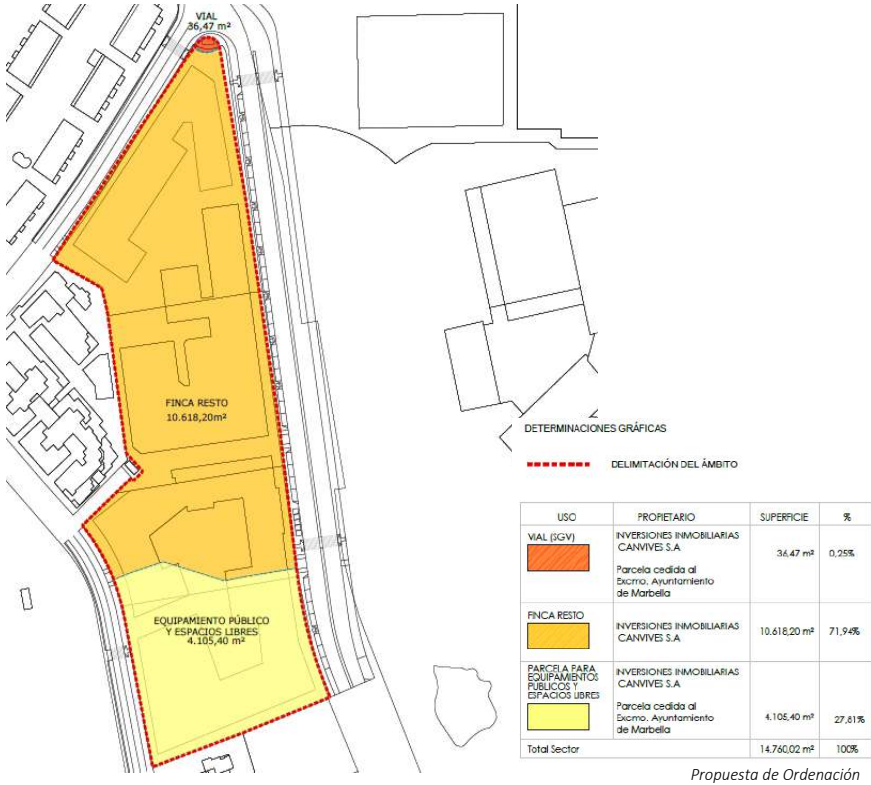 VIAL
36,47 m²
FINCA RESTO
10.618,20m²
EQUIPAMIENTO PÚBLICO
Y ESPACIOS LIBRES
4.105,40 m²
DETERMINACIONES GRÁFICAS
DELIMITACIÓN DEL ÁMBITO
USO PROPIETARIO SUPERFICIE %
VIAL (SGV)
INVERSIONES INMOBILIARIAS
CANVIVES S.A
Parcela cedida al
Excmo. Ayuntamiento
de Marbella
36,47 m² 0,25%
FINCA RESTO
INVERSIONES INMOBILIARIAS
CANVIVES S.A
10.618,20 m² 71,94%
PARCELA PARA
EQUIPAMIENTOS
PUBLICOS Y
ESPACIOS LIBRES
INVERSIONES INMOBILIARIAS
CANVIVES S.A
Parcela cedida al
Excmo. Ayuntamiento
de Marbella
4.105,40 m² 27,81%
Total Sector 14.760,02 m² 100%
Propuesta de Ordenación